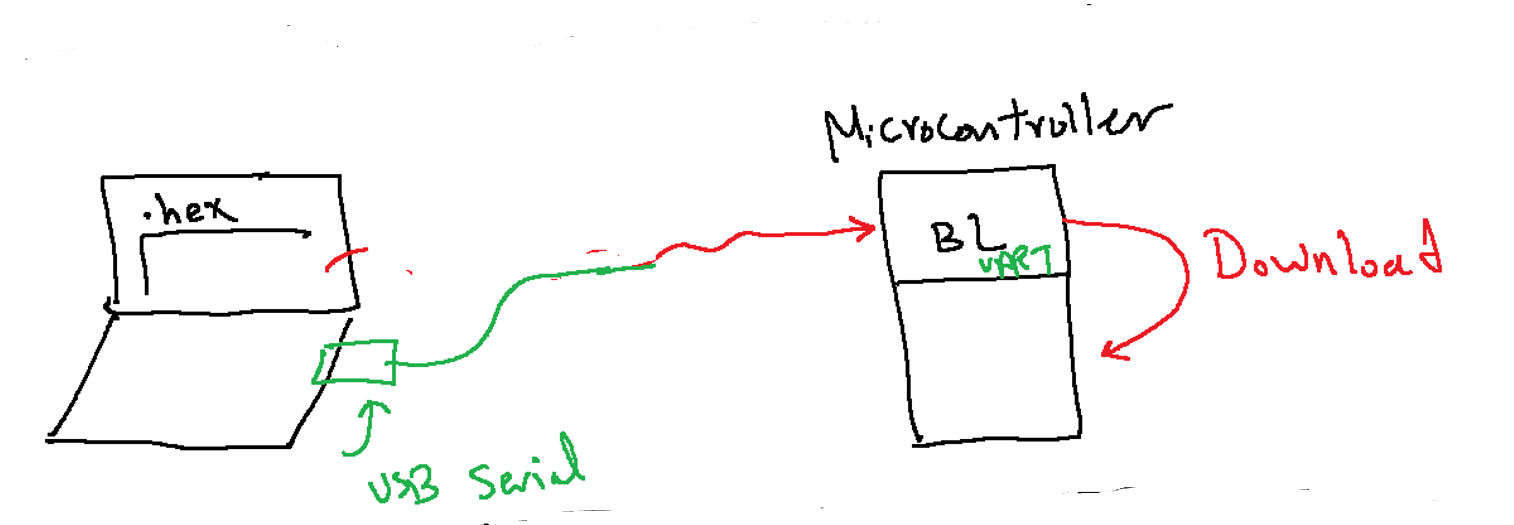 Microcontroller
.hex
BL
UART
Download
USB Serial